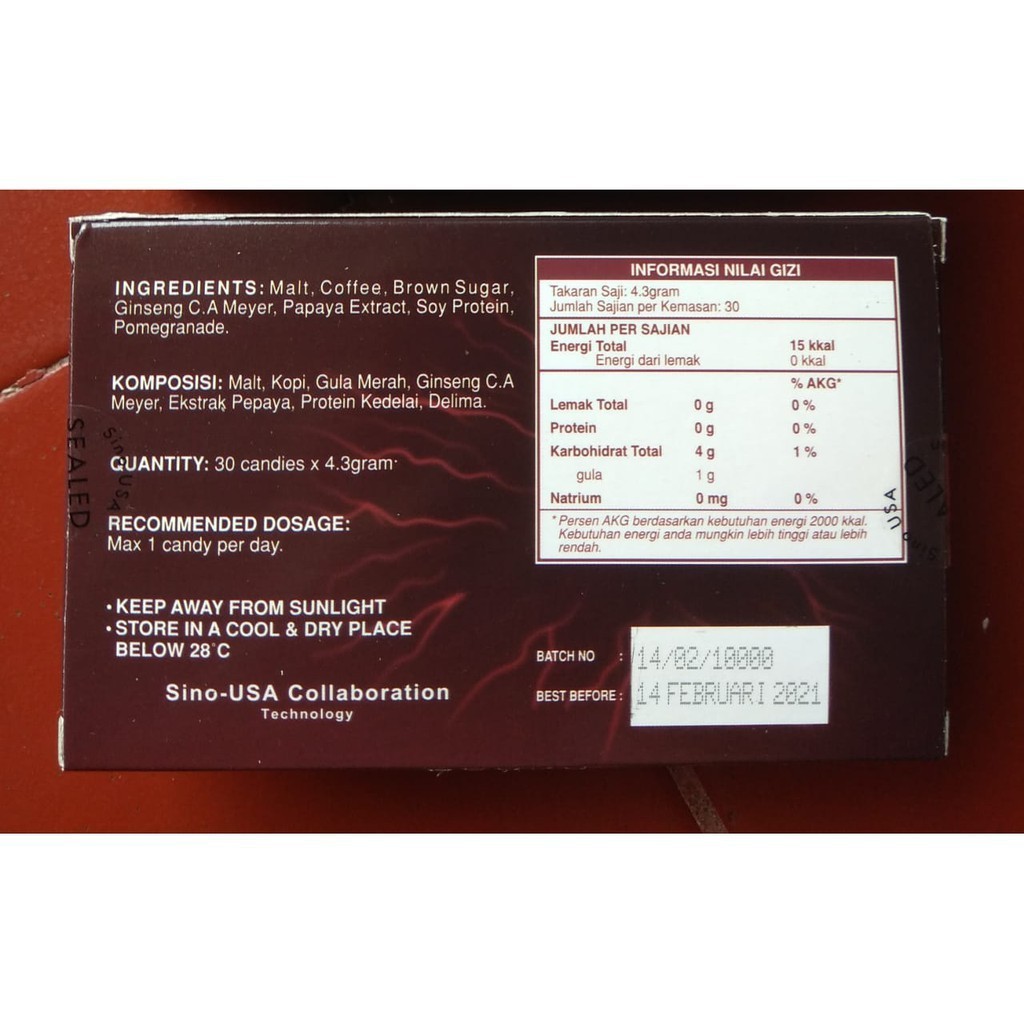 INGREDIENTS: Malt, Coffee, Brown Sugar,
Ginseng C.A Meyer, Papaya Extract, Soy Protein,
Pomegranade.
KOMPOSISI: Malt, Kopi, Gula Merah, Ginseng C.A
Meyer, Ekstrak Pepaya, Protein Kedelai, Delima.
QUANTITY: 30 candies x 4.3gram
RECOMMENDED DOSAGE:
Max 1 candy per day.
• KEEP AWAY FROM SUNLIGHT
• STORE IN A COOL & DRY PLACE
BELOW 28°C
Sino-USA Collaboration
Technology
INFORMASI NILAI GIZI
Takaran Saji: 4.3gram
Jumlah Sajian per Kemasan: 30
JUMLAH PER SAJIAN
Energi Total 15 kkal
Energi dari lemak 0 kkal
% AKG*
Lemak Total 0 g 0 %
Protein 0 g 0 %
Karbohidrat Total 4 g 1 %
gula 1 g
Natrium 0 mg 0 %
* Persen AKG berdasarkan kebutuhan energi 2000 kkal.
Kebutuhan energi anda mungkin lebih tinggi atau lebih
rendah.
BATCH NO : 14/02/10000
BEST BEFORE : 14 FEBRUARI 2021
SEALED
Sino USA
Sino USA
ALED